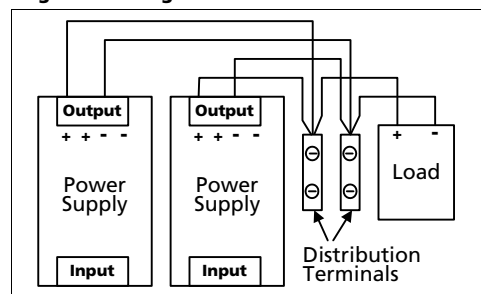 Output
+ + - -
Power
Supply
Input
Output
+ + - -
Power
Supply
Input
+ -
Load
Distribution
Terminals